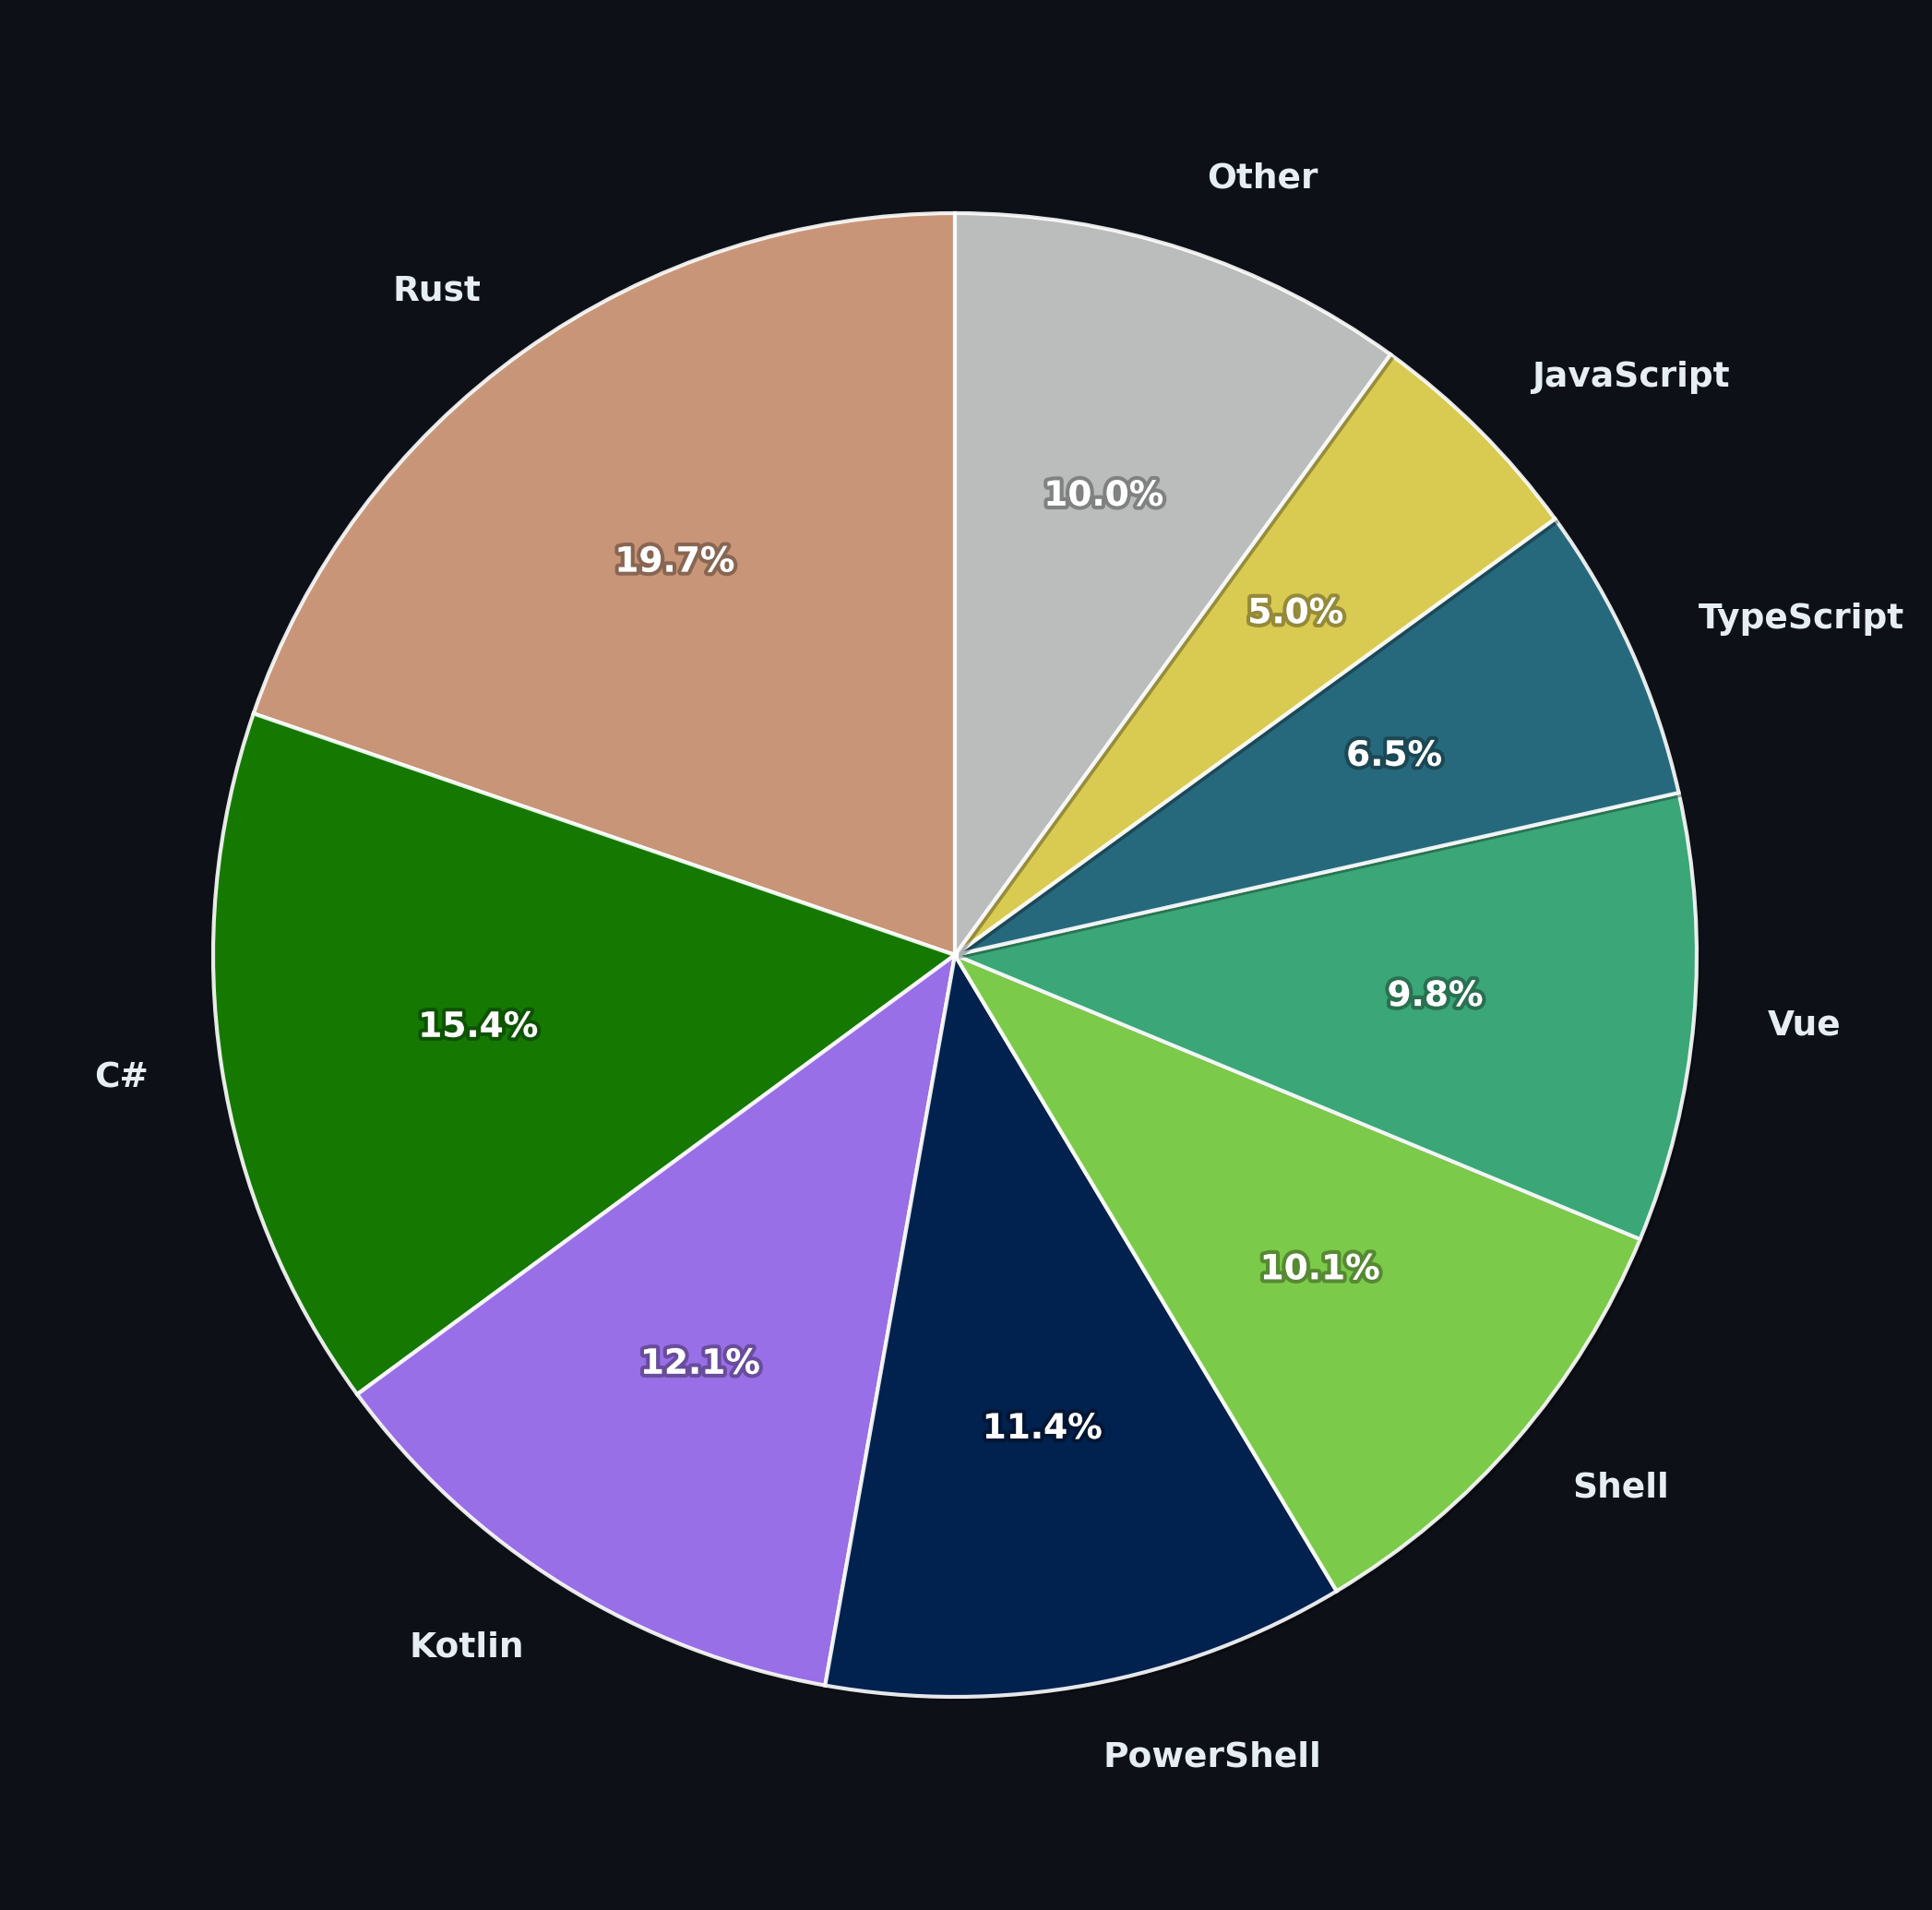 Other
Rust
JavaScript
10.0%
19.7%
5.0%
TypeScript
6.5%
9.8%
Vue
15.4%
C#
10.1%
12.1%
11.4%
Shell
Kotlin
PowerShell